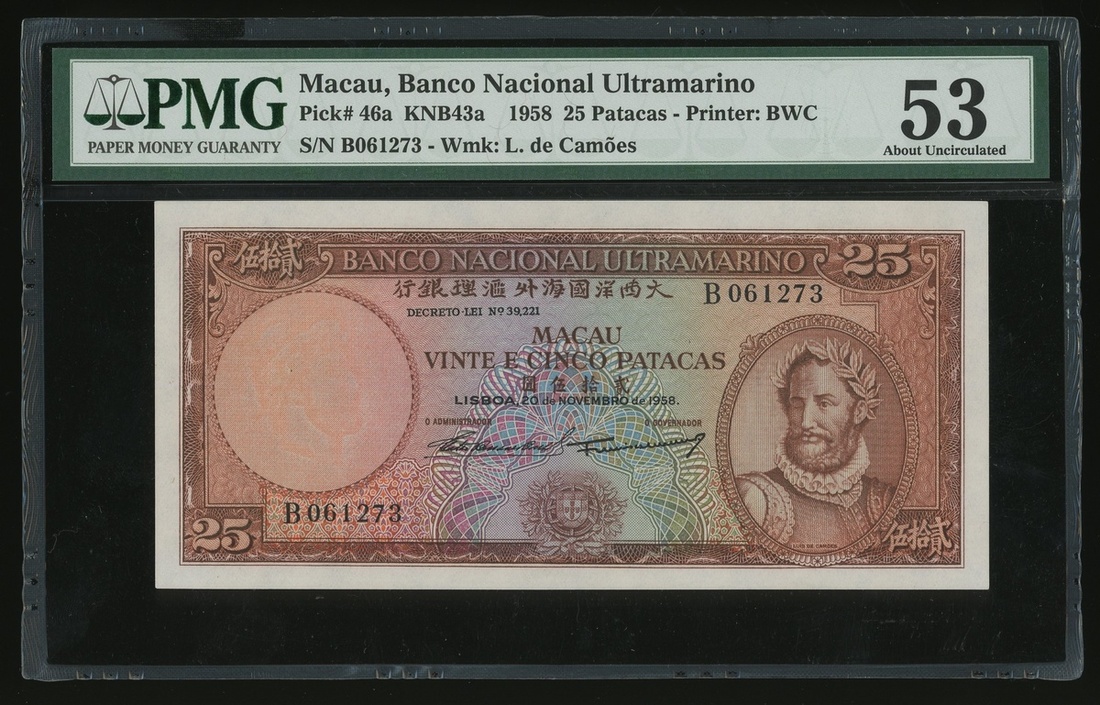 PMG
PAPER MONEY GUARANTY
Macau, Banco Nacional Ultramarino
Pick# 46a KNB43a 1958 25 Patacas - Printer: BWC
S/N B061273 - Wmk: L. de Camões
53
About Uncirculated
伍拾貳
BANCO NACIONAL ULTRAMARINO
25
行銀理滙外海國洋西大
B061273
DECRETO-LEI Nº 39,221
MACAU
VINTE E CINCO PATACAS
圓伍拾貳
LISBOA, 20 de NOVEMBRO de 1958.
O ADMINISTRADOR
O GOVERNADOR
B061273
25
LUIS DE CAMÕES
伍拾貳